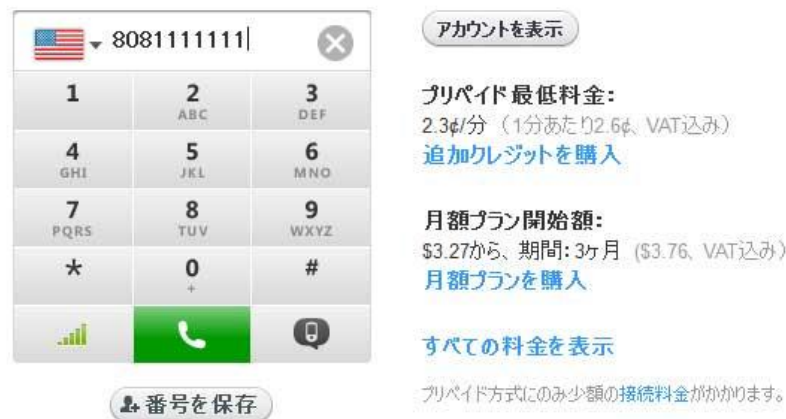 8081111111
1
2
ABC
3
DEF
4
GHI
5
JKL
6
MNO
7
PQRS
8
TUV
9
WXYZ
*
0
+
#
番号を保存
アカウントを表示
プリペイド最低料金:
2.3¢/分 (1分あたり2.6¢、VAT込み)
追加クレジットを購入
月額プラン開始額:
$3.27から、期間: 3ヶ月 ($3.76、VAT込み)
月額プランを購入
すべての料金を表示
プリペイド方式にのみ少額の接続料金がかかります。